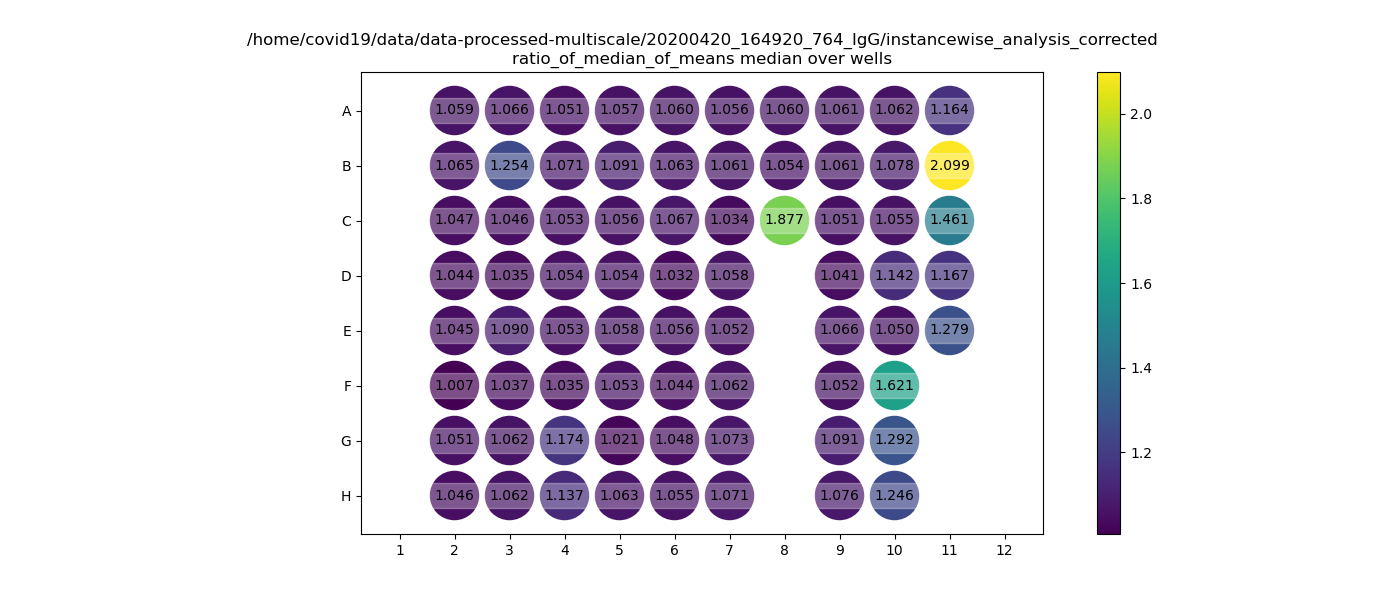 /home/covid19/data/data-processed-multiscale/20200420_164920_764_IgG/instancewise_analysis_corrected
ratio_of_median_of_means median over wells
A 1.059 1.066 1.051 1.057 1.060 1.056 1.060 1.061 1.062 1.164
B 1.065 1.254 1.071 1.091 1.063 1.061 1.054 1.061 1.078 2.099
C 1.047 1.046 1.053 1.056 1.067 1.034 1.877 1.051 1.055 1.461
D 1.044 1.035 1.054 1.054 1.032 1.058 1.041 1.142 1.167
E 1.045 1.090 1.053 1.058 1.056 1.052 1.066 1.050 1.279
F 1.007 1.037 1.035 1.053 1.044 1.062 1.052 1.621
G 1.051 1.062 1.174 1.021 1.048 1.073 1.091 1.292
H 1.046 1.062 1.137 1.063 1.055 1.071 1.076 1.246
1 2 3 4 5 6 7 8 9 10 11 12
2.0
1.8
1.6
1.4
1.2